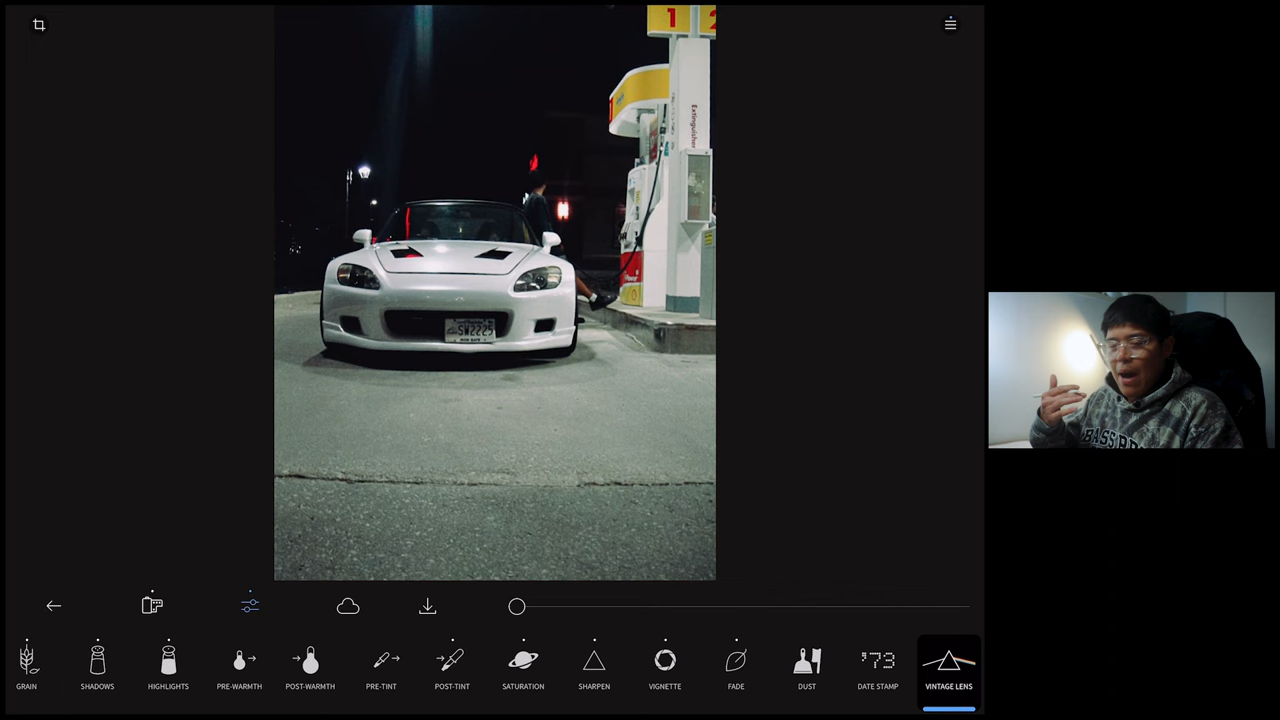 1
2
Extinguisher
SW2225
GRAIN
SHADOWS
HIGHLIGHTS
PRE-WARMTH
POST-WARMTH
PRE-TINT
POST-TINT
SATURATION
SHARPEN
VIGNETTE
FADE
DUST
'73
DATE STAMP
VINTAGE LENS